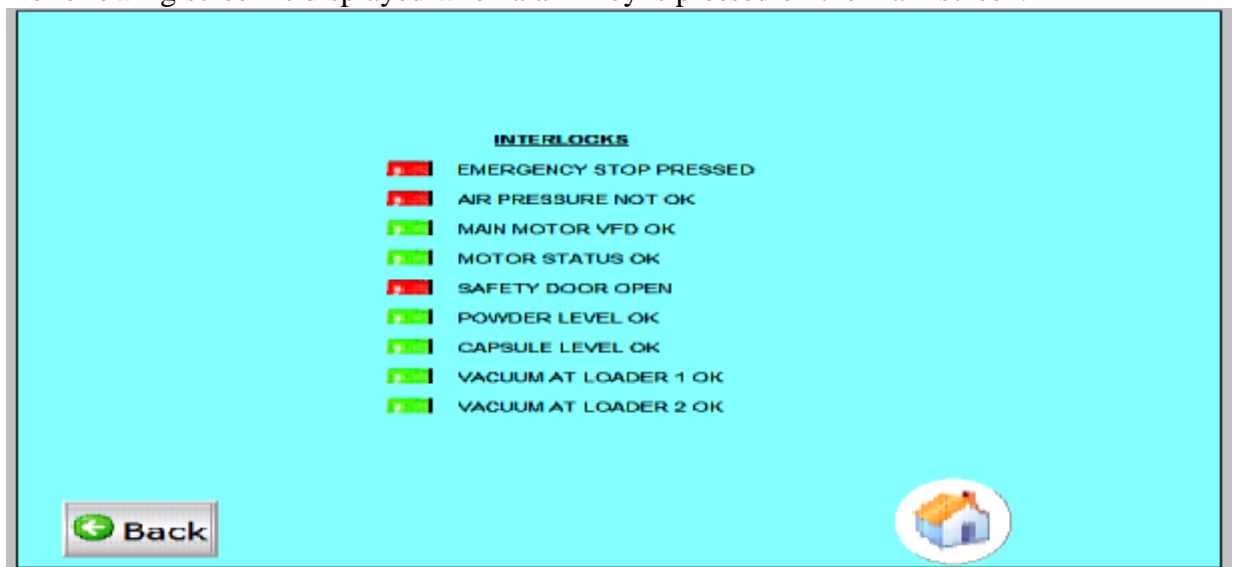 INTERLOCKS
EMERGENCY STOP PRESSED
AIR PRESSURE NOT OK
MAIN MOTOR VFD OK
MOTOR STATUS OK
SAFETY DOOR OPEN
POWDER LEVEL OK
CAPSULE LEVEL OK
VACUUM AT LOADER 1 OK
VACUUM AT LOADER 2 OK
Back